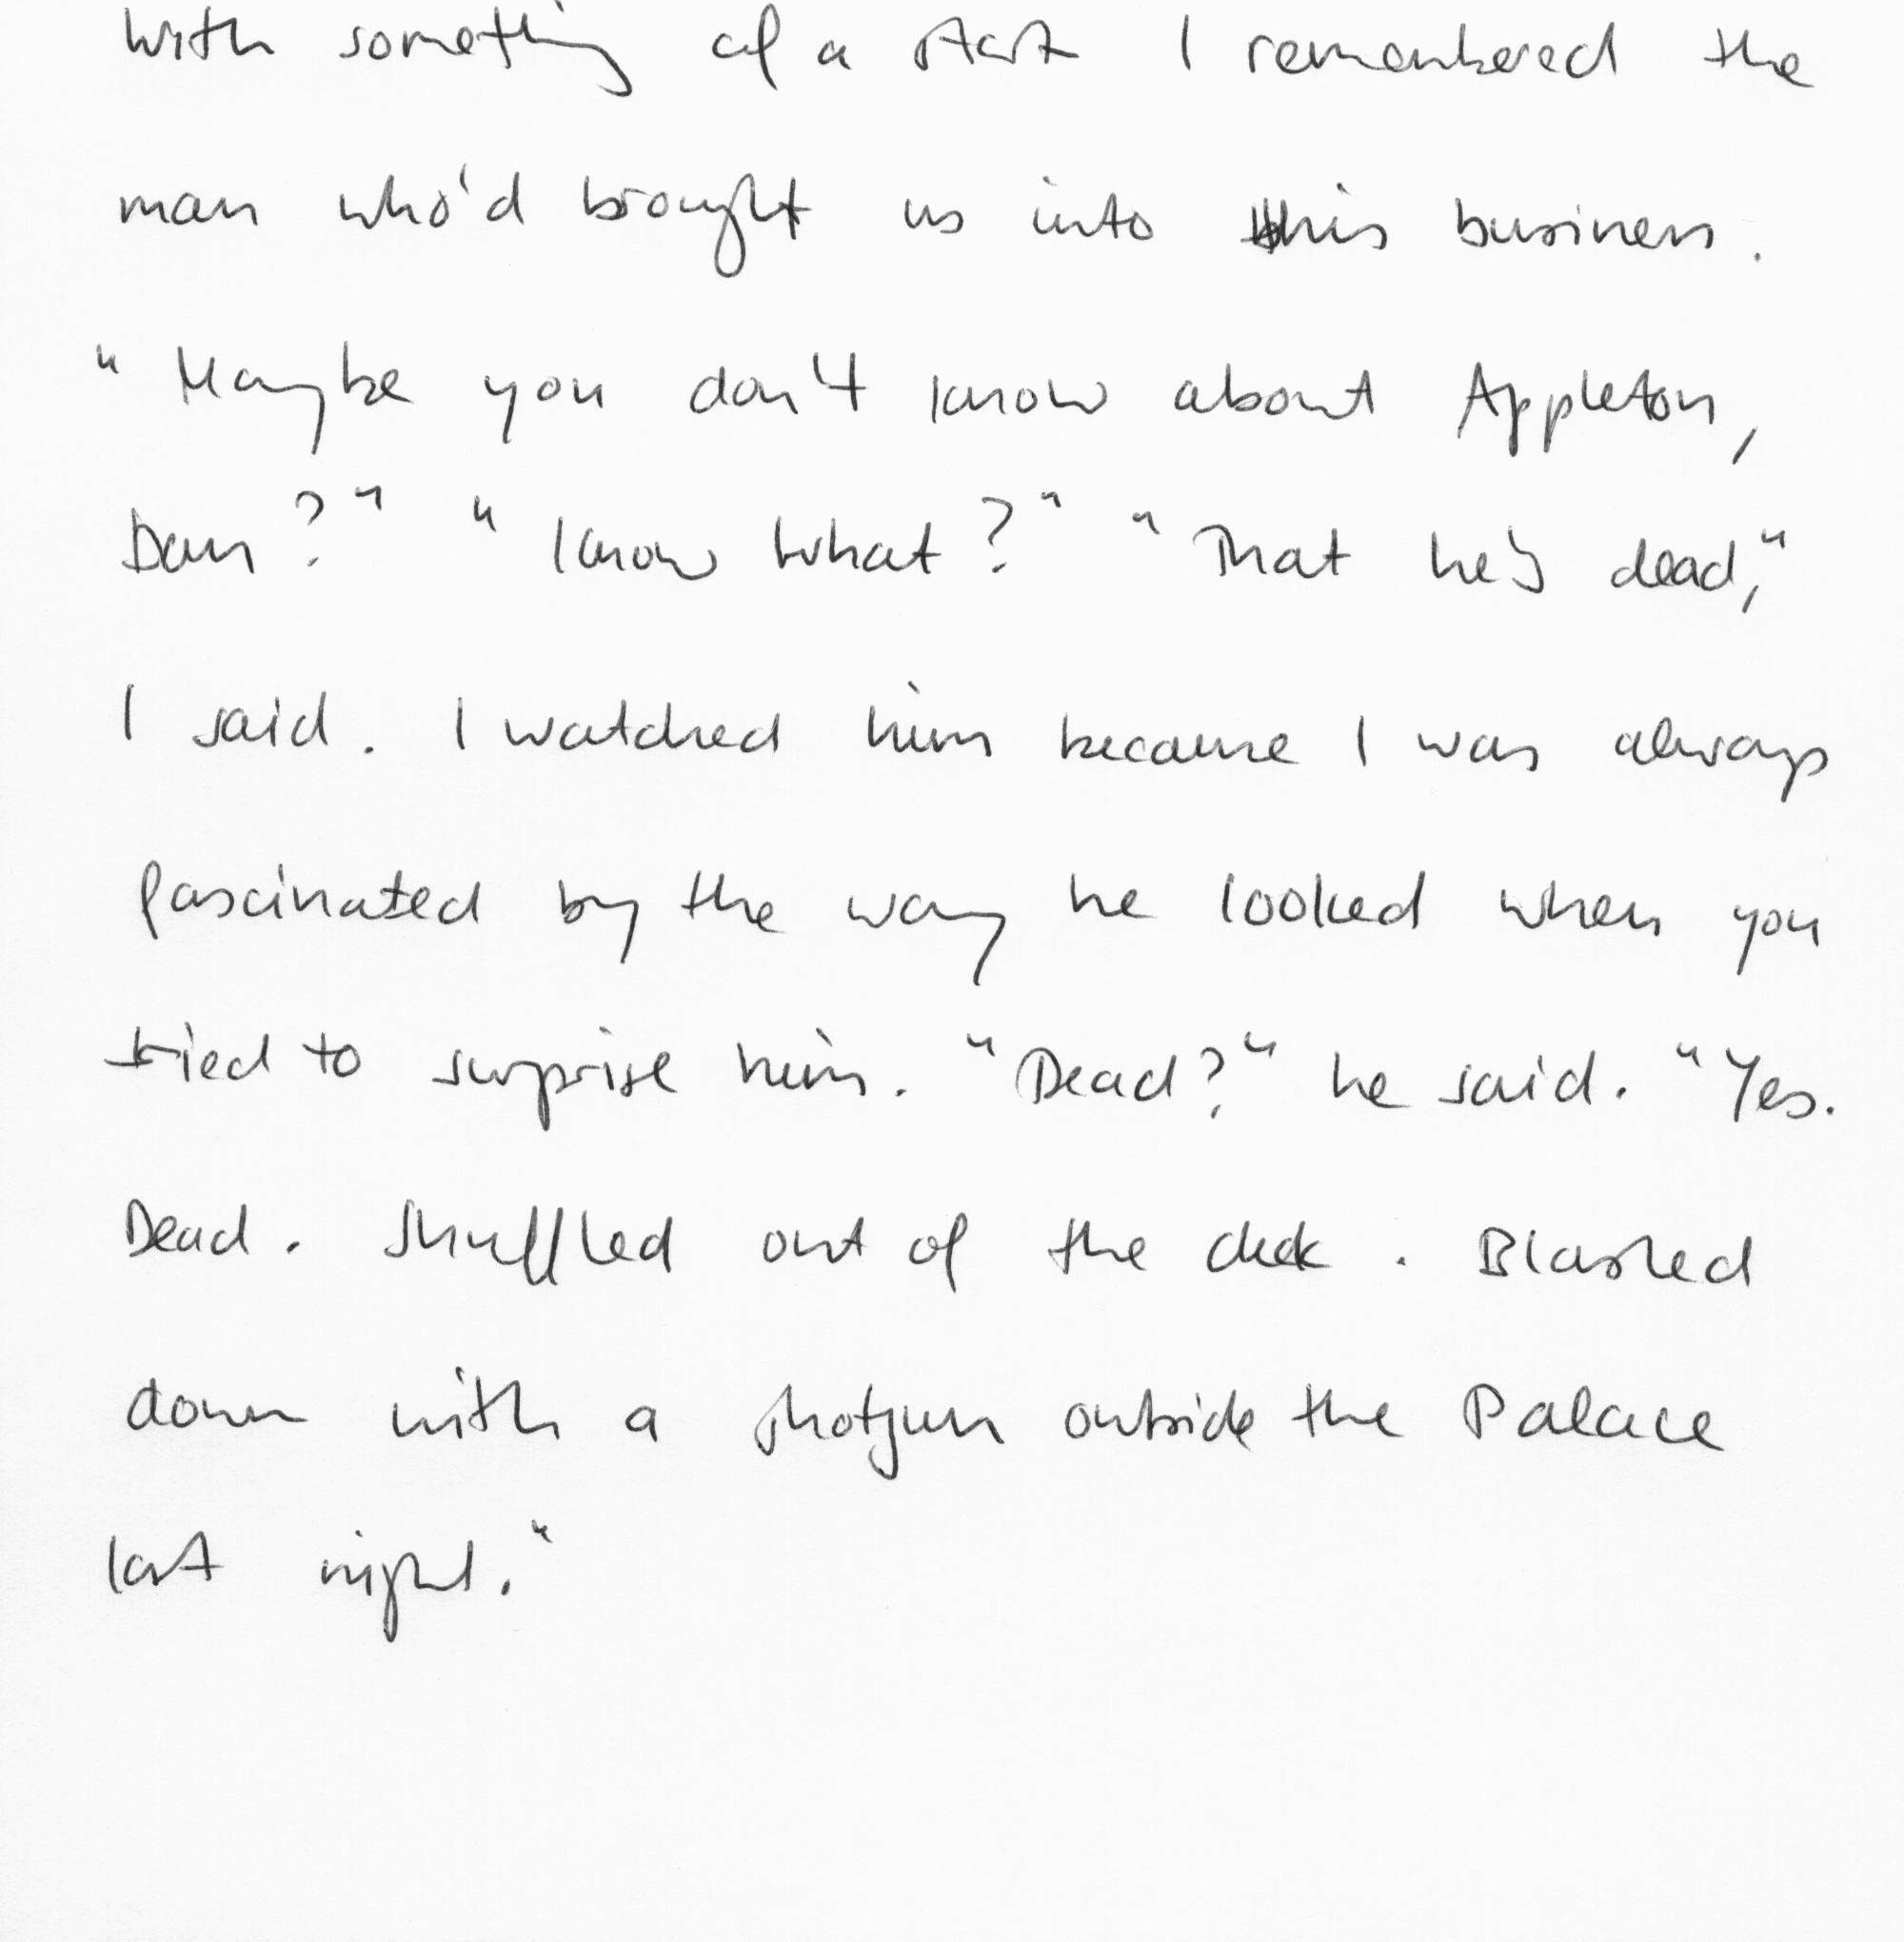 With something of a start I remembered the
man who'd brought us into this business.
"Maybe you don't know about Appleton,
Dan?" "Know what?" "That he's dead,"
I said. I watched him because I was always
fascinated by the way he looked when you
tried to surprise him. "Dead?" he said. "Yes.
Dead. Shuffled out of the deck. Blasted
down with a shotgun outside the Palace
last night."